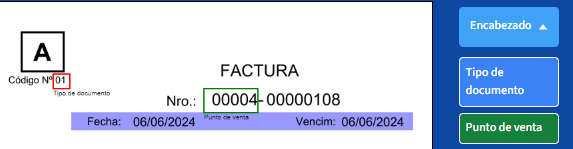 A
Código Nº 01
Tipo de documento
FACTURA
Nro.: 00004-00000108
Punto de venta
Fecha: 06/06/2024 Vencim: 06/06/2024
Encabezado
Tipo de
documento
Punto de venta